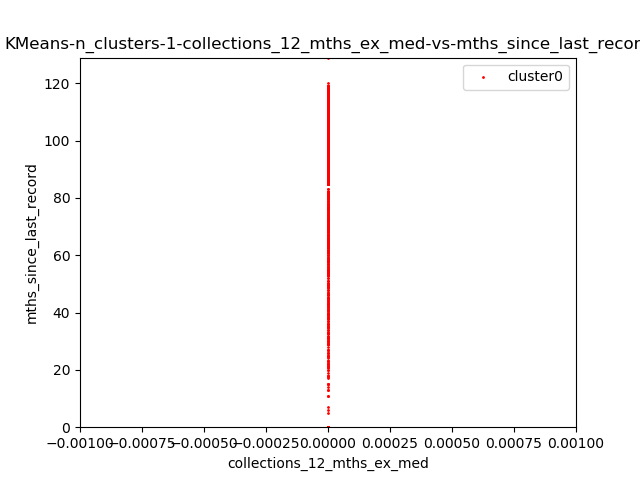 KMeans-n_clusters-1-collections_12_mths_ex_med-vs-mths_since_last_recor
cluster0
mths_since_last_record
120
100
80
60
40
20
0
−0.00100 −0.00075 −0.00050 −0.00025 0.00000 0.00025 0.00050 0.00075 0.00100
collections_12_mths_ex_med